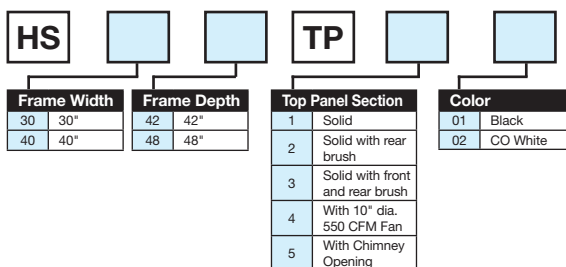 HS TP
Frame Width
30 30"
40 40"
Frame Depth
42 42"
48 48"
Top Panel Section
1 Solid
2 Solid with rear
brush
3 Solid with front
and rear brush
4 With 10" dia.
550 CFM Fan
5 With Chimney
Opening
Color
01 Black
02 CO White